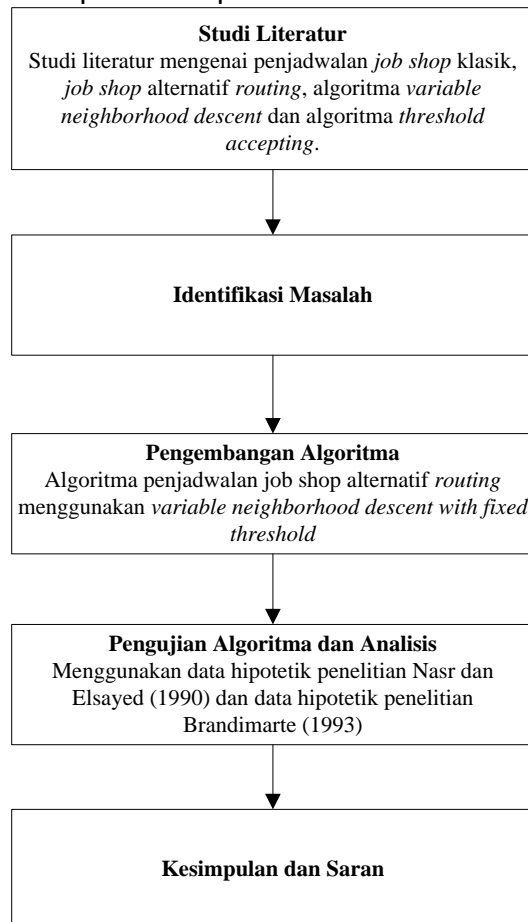 Studi Literatur
Studi literatur mengenai penjadwalan job shop klasik,
job shop alternatif routing, algoritma variable
neighborhood descent dan algoritma threshold
accepting.
Identifikasi Masalah
Pengembangan Algoritma
Algoritma penjadwalan job shop alternatif routing
menggunakan variable neighborhood descent with fixed
threshold
Pengujian Algoritma dan Analisis
Menggunakan data hipotetik penelitian Nasr dan
Elsayed (1990) dan data hipotetik penelitian
Brandimarte (1993)
Kesimpulan dan Saran